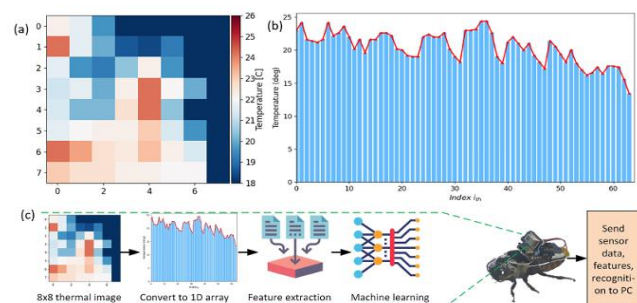 (a)
0
1
2
3
4
5
6
7
0 2 4 6
26
25
24
23
22
21
20
19
18
Temperature [C]
(b)
25
20
15
10
5
0
Temperature (deg)
0 10 20 30 40 50 60
Index i_th
(c)
8x8 thermal image
Convert to 1D array
Feature extraction
Machine learning
Send
sensor
data,
features,
recogniti-
on to PC